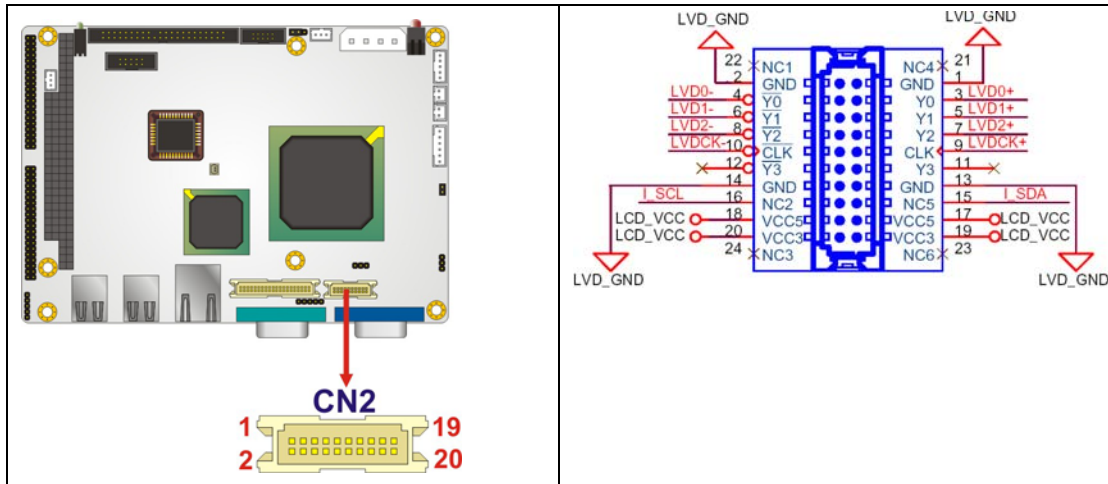 CN2
1 19
2 20
LVD_GND LVD_GND
22 NC1 NC4 21
2 GND GND 1
LVD0- 4 Y0 Y0 3 LVD0+
LVD1- 6 Y1 Y1 5 LVD1+
LVD2- 8 Y2 Y2 7 LVD2+
LVDCK- 10 CLK CLK 9 LVDCK+
12 Y3 Y3 11
14 GND GND 13
I_SCL 16 NC2 NC5 15 I_SDA
LCD_VCC 18 VCC5 VCC5 17 LCD_VCC
LCD_VCC 20 VCC3 VCC3 19 LCD_VCC
24 NC3 NC6 23
LVD_GND LVD_GND